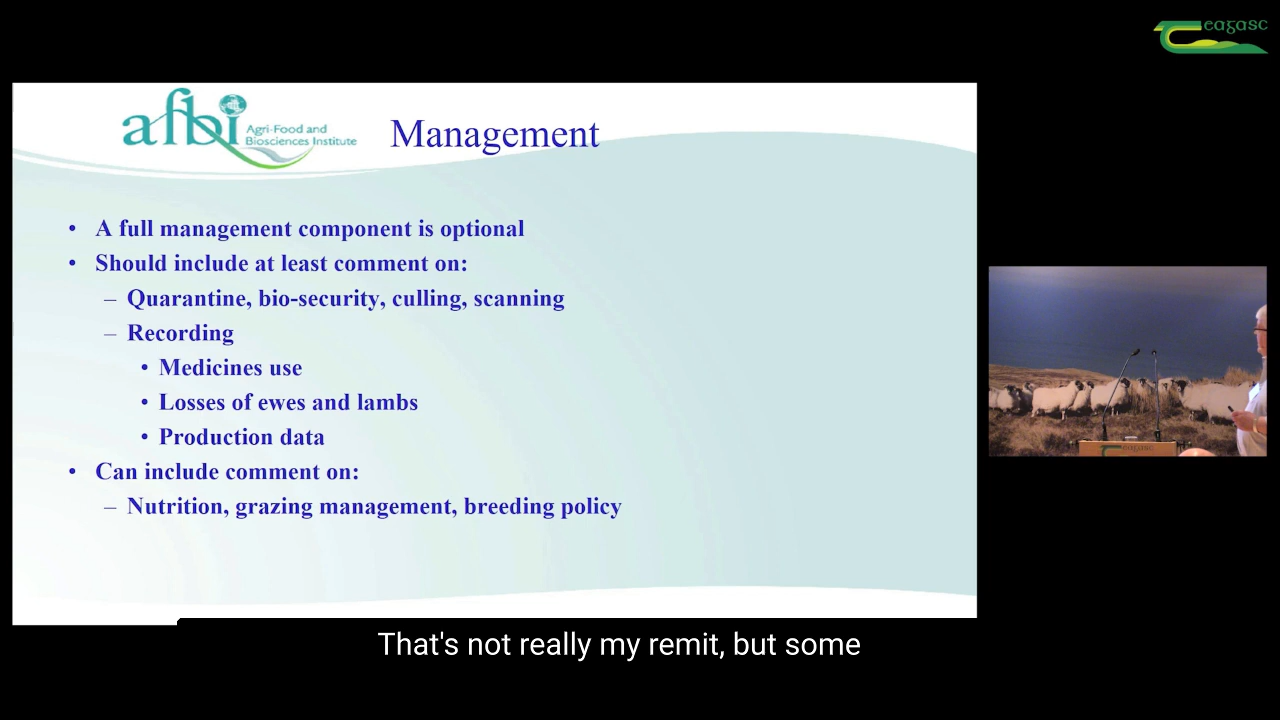 eagasc
afbi
Agri-Food and
Biosciences Institute
Management
• A full management component is optional
• Should include at least comment on:
– Quarantine, bio-security, culling, scanning
– Recording
• Medicines use
• Losses of ewes and lambs
• Production data
• Can include comment on:
– Nutrition, grazing management, breeding policy
eagasc
That's not really my remit, but some